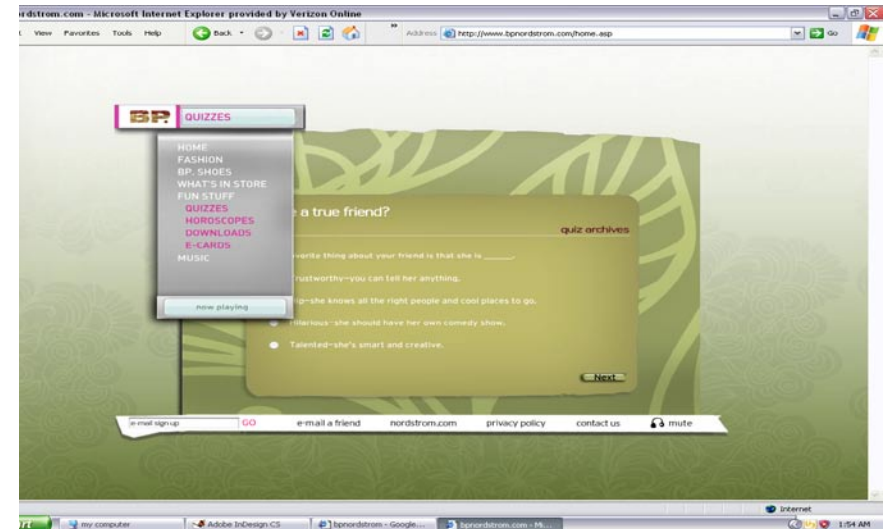 rdstrom.com - Microsoft Internet Explorer provided by Verizon Online
View Favorites Tools Help Back Address http://www.bpnordstrom.com/home.asp Go
BP. QUIZZES
HOME
FASHION
BP. SHOES
WHAT'S IN STORE
FUN STUFF
QUIZZES
HOROSCOPES
DOWNLOADS
E-CARDS
MUSIC
now playing
e a true friend?
quiz archives
avorite thing about your friend is that she is ______.
Trustworthy—you can tell her anything.
Hip—she knows all the right people and cool places to go.
Hilarious—she should have her own comedy show.
Talented—she's smart and creative.
Next
e-mail sign up GO e-mail a friend nordstrom.com privacy policy contact us mute
Internet
my computer Adobe InDesign CS bpnordstrom - Google... bpnordstrom.com - Mi... 1:54 AM